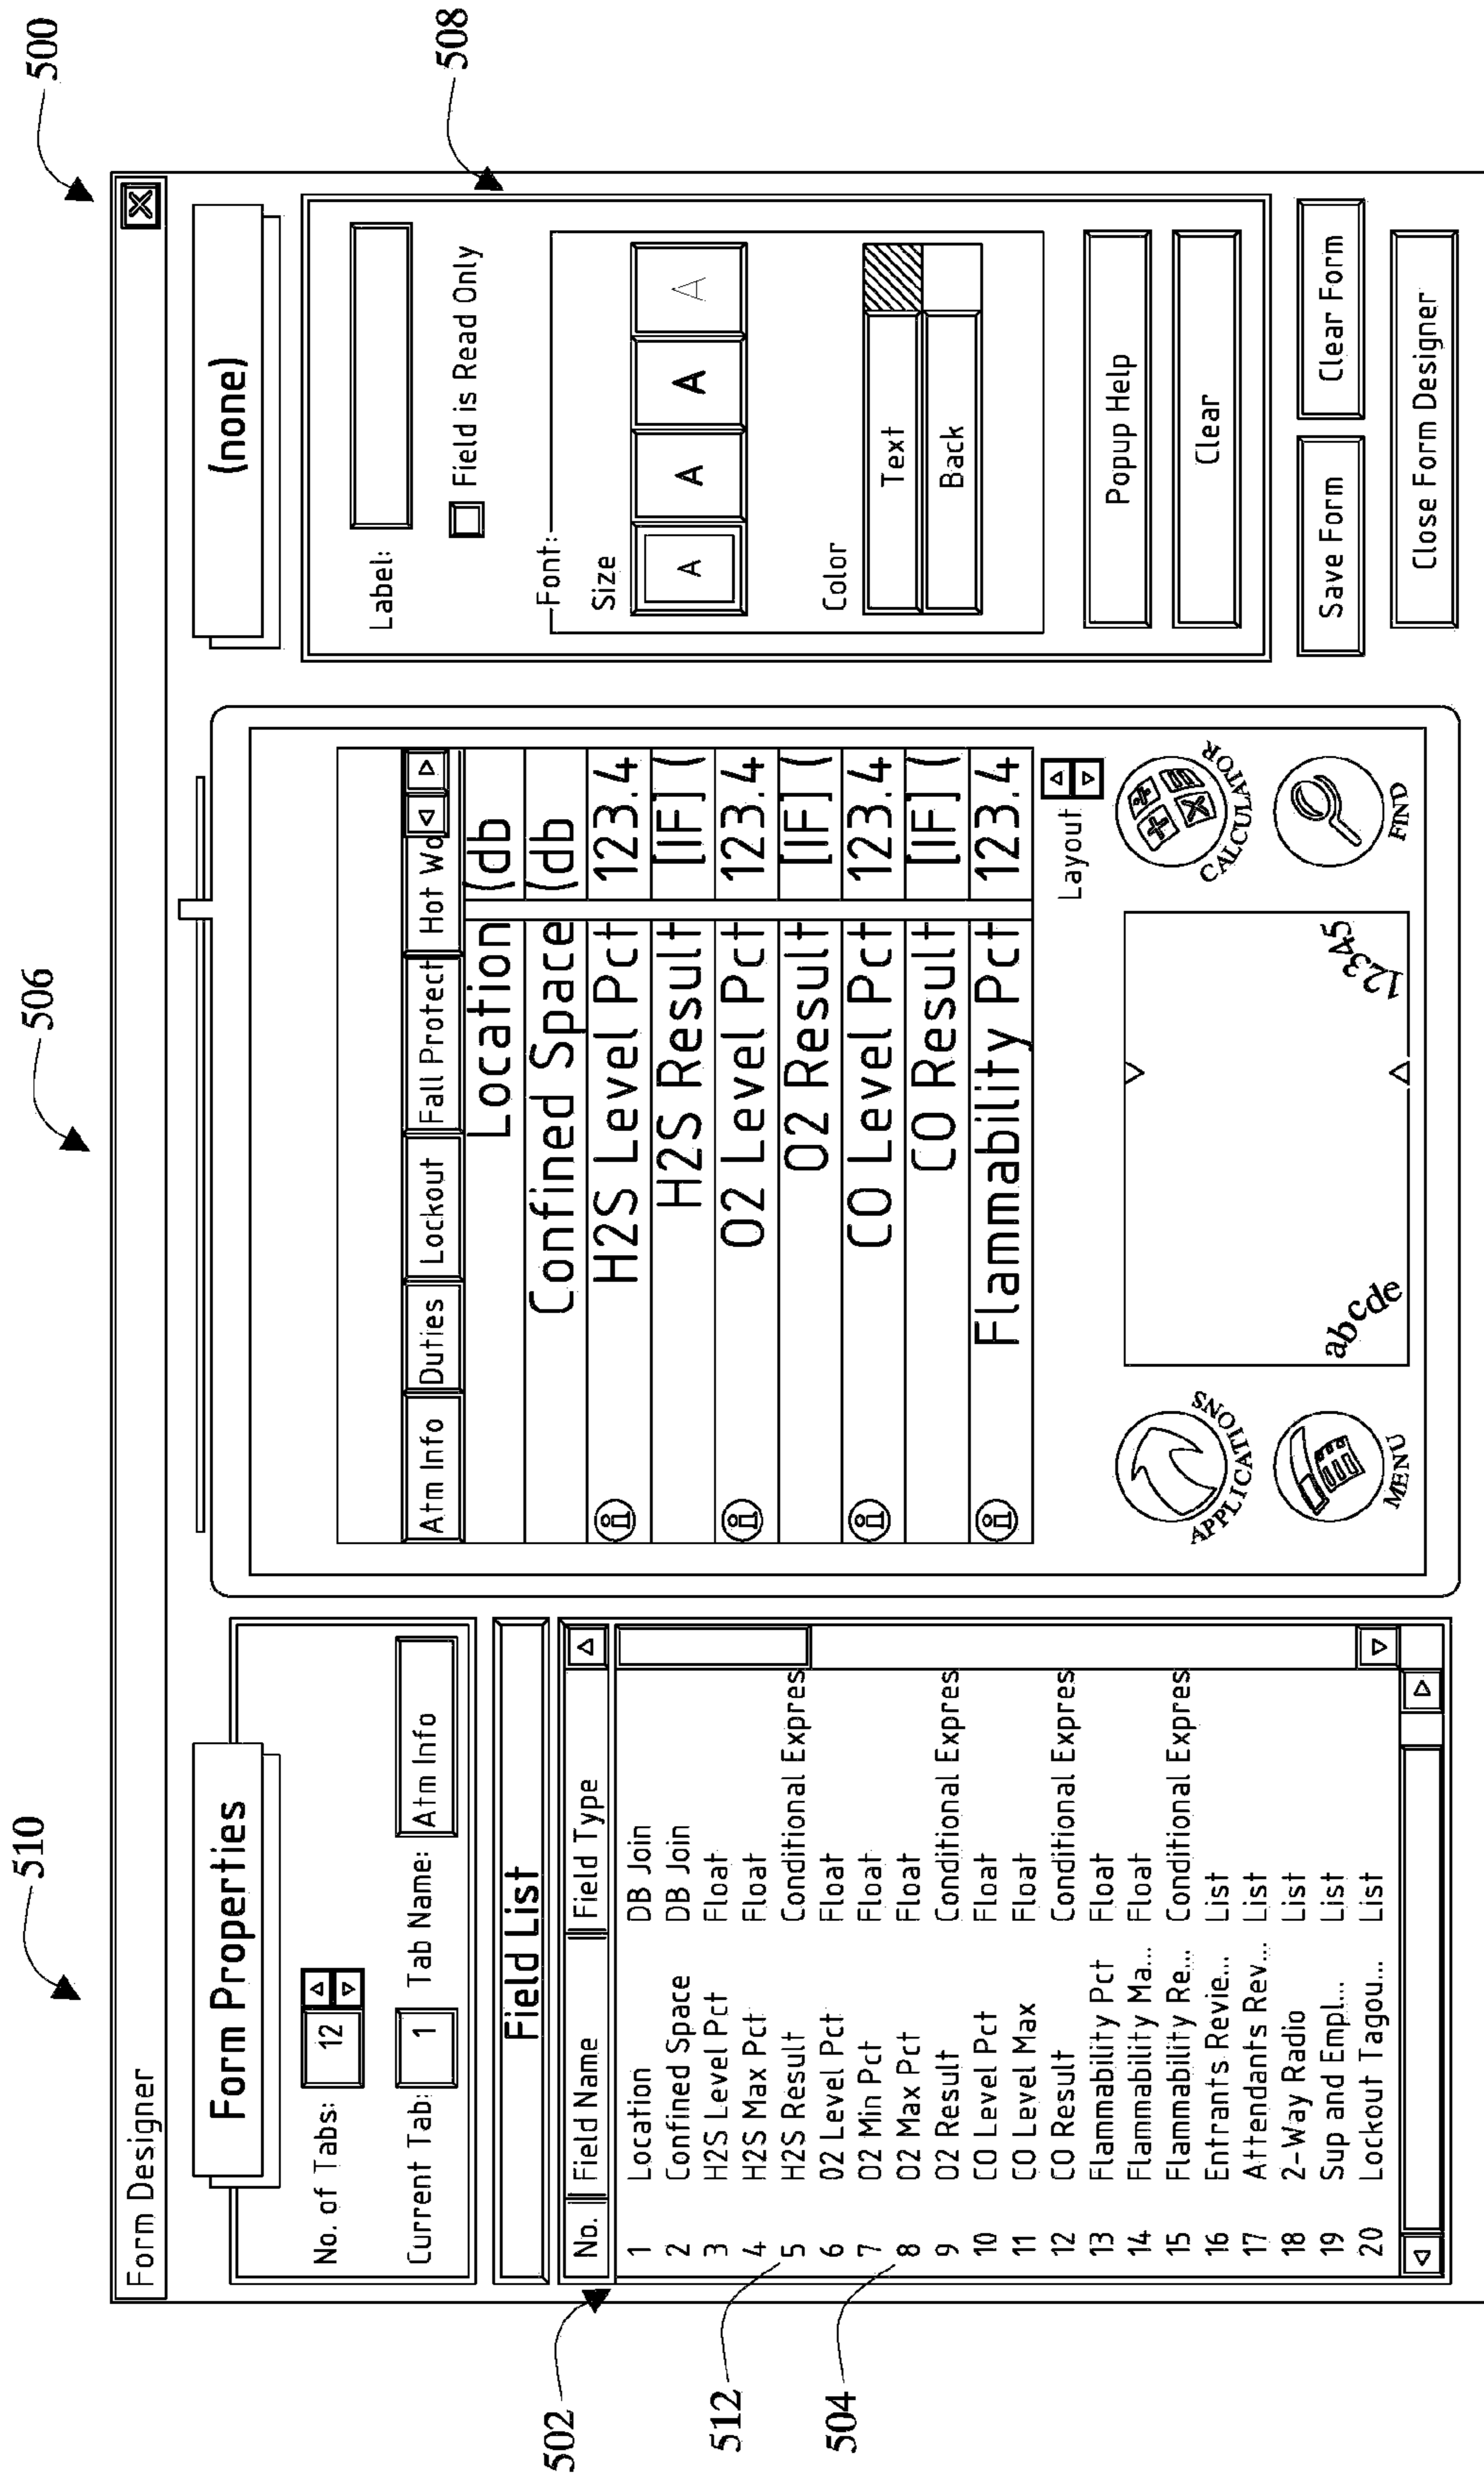 510
506
500
508
502
512
504
Form Designer
Form Properties
No. of Tabs: 12
Current Tab: 1 Tab Name: Atm Info
Field List
No. Field Name Field Type
1 Location DB Join
2 Confined Space DB Join
3 H2S Level Pct Float
4 H2S Max Pct Float
5 H2S Result Conditional Expres
6 O2 Level Pct Float
7 O2 Min Pct Float
8 O2 Max Pct Float
9 O2 Result Conditional Expres
10 CO Level Pct Float
11 CO Level Max Float
12 CO Result Conditional Expres
13 Flammability Pct Float
14 Flammability Ma... Float
15 Flammability Re... Conditional Expres
16 Entrants Revie... List
17 Attendants Rev... List
18 2-Way Radio List
19 Sup and Empl... List
20 Lockout Tagou... List
Atm Info Duties Lockout Fall Protect Hot Wo
Location (db
Confined Space (db
H2S Level Pct 123.4
H2S Result [IF] (
O2 Level Pct 123.4
O2 Result [IF] (
CO Level Pct 123.4
CO Result [IF] (
Flammability Pct 123.4
Layout
APPLICATIONS
CALCULATOR
MENU
abcde
12345
FIND
(none)
Label:
Field is Read Only
Font:
Size
A A A A
Color
Text
Back
Popup Help
Clear
Save Form Clear Form
Close Form Designer